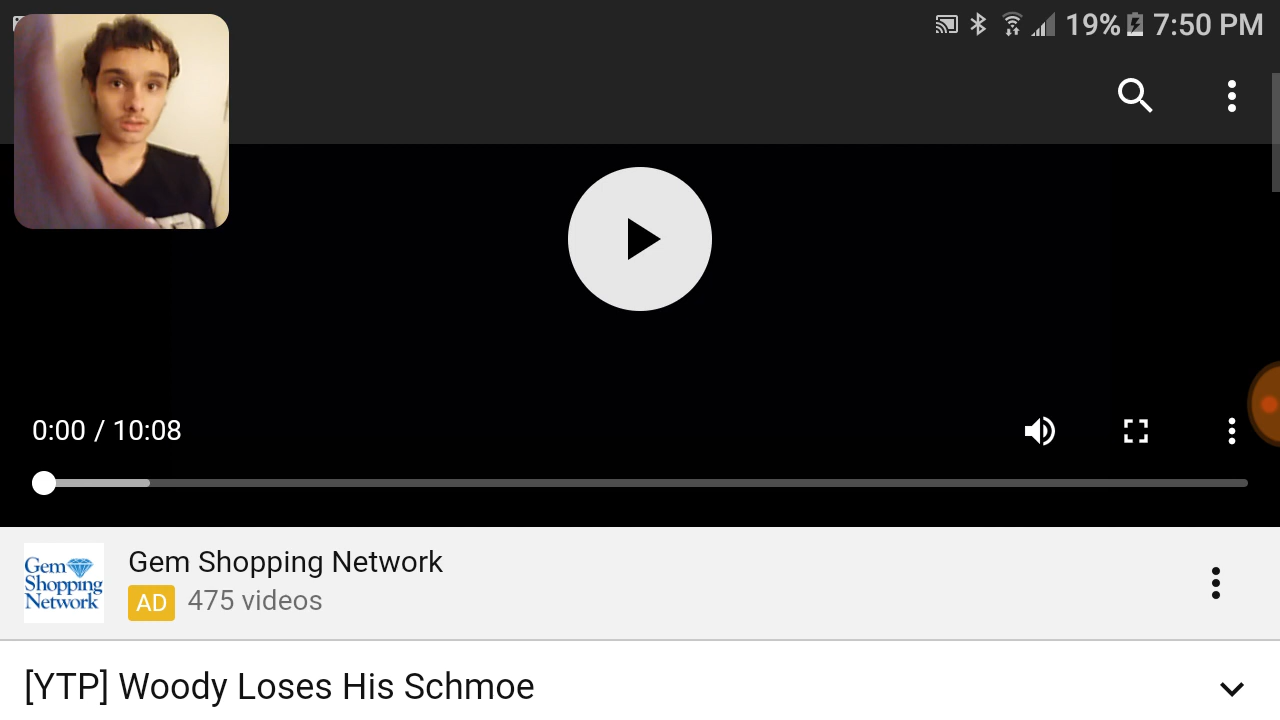 19% 7:50 PM
0:00 / 10:08
Gem Shopping Network
Gem
Shopping
Network
AD 475 videos
[YTP] Woody Loses His Schmoe